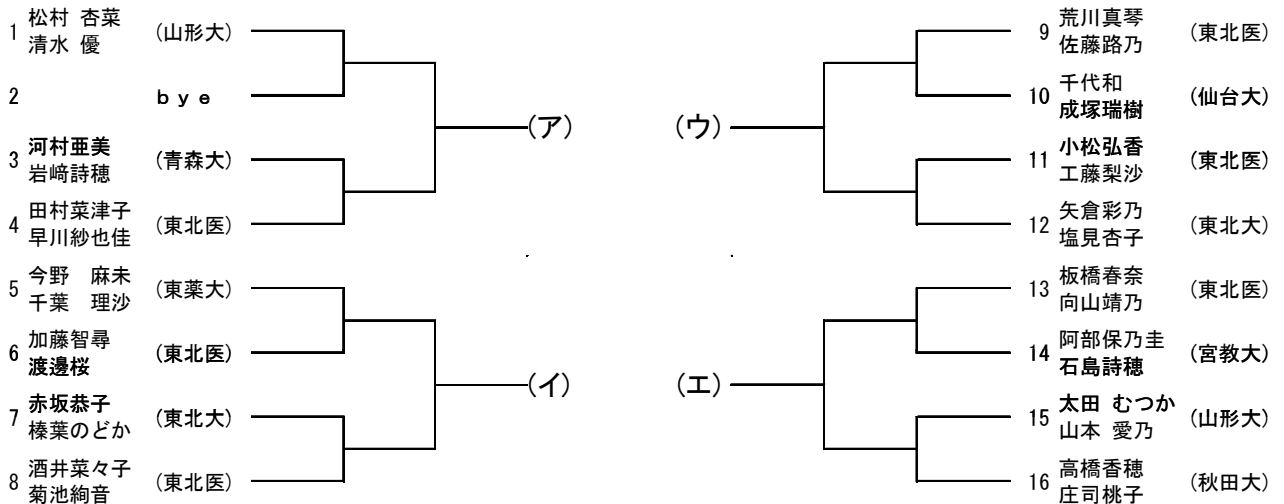 1 松村 杏菜
清水 優 (山形大)
2 ｂｙｅ
3 河村亜美
岩﨑詩穂 (青森大)
4 田村菜津子
早川紗也佳 (東北医)
(ア)
5 今野　麻未
千葉　理沙 (東薬大)
6 加藤智尋
渡邊桜 (東北医)
7 赤坂恭子
榛葉のどか (東北大)
8 酒井菜々子
菊池絢音 (東北医)
(イ)
(ウ)
9 荒川真琴
佐藤路乃 (東北医)
10 千代和
成塚瑞樹 (仙台大)
11 小松弘香
工藤梨沙 (東北医)
12 矢倉彩乃
塩見杏子 (東北大)
(エ)
13 板橋春奈
向山靖乃 (東北医)
14 阿部保乃圭
石島詩穂 (宮教大)
15 太田 むつか
山本 愛乃 (山形大)
16 高橋香穂
庄司桃子 (秋田大)